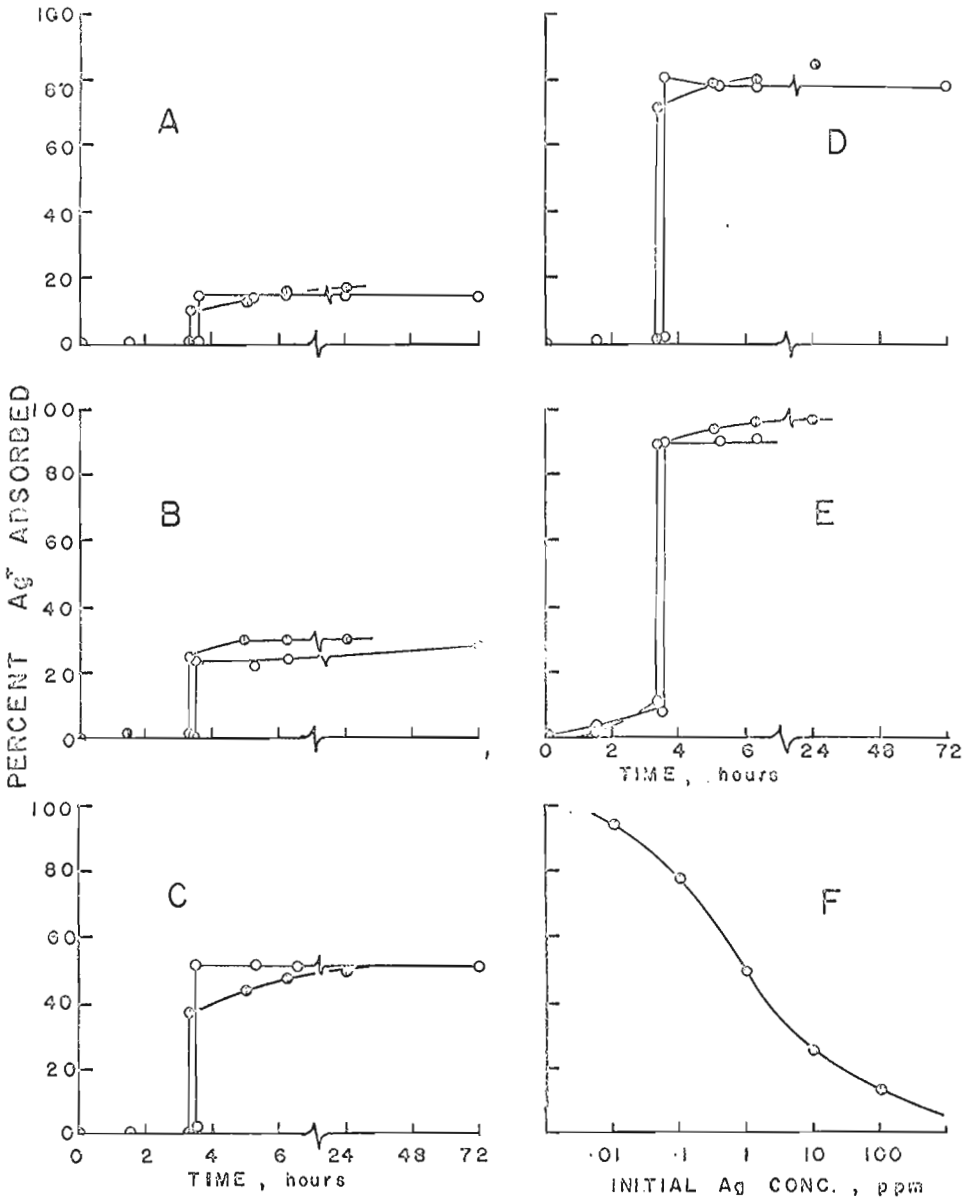 PERCENT Ag+ ADSORBED
100
80
60
40
20
0
A
D
100
80
60
40
20
0
B
E
0 2 4 6 24 48 72
TIME, hours
100
80
60
40
20
0
C
2 4 6 24 48 72
TIME, hours
F
.01 .1 1 10 100
INITIAL Ag CONC., ppm